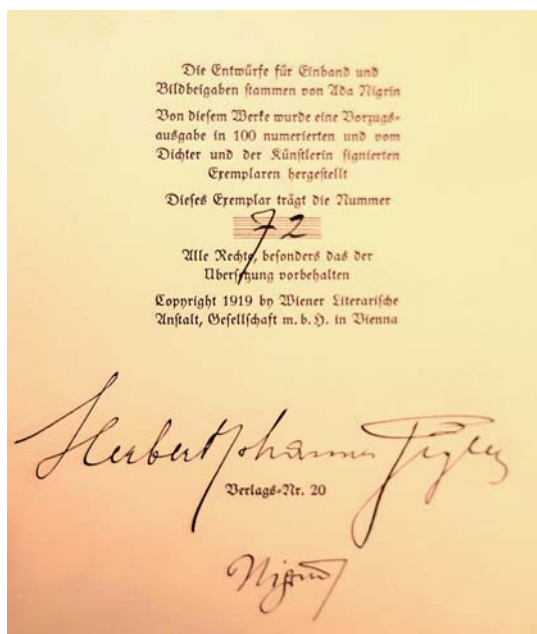 Die Entwürfe für Einband und
Bildbeigaben stammen von Ada Nigrin
Von diesem Werke wurde eine Vorzugs-
ausgabe in 100 numerierten und vom
Dichter und der Künstlerin signierten
Exemplaren hergestellt
Dieses Exemplar trägt die Nummer
72
Alle Rechte, besonders das der
Übersetzung vorbehalten
Copyright 1919 by Wiener Literarische
Anstalt, Gesellschaft m. b. H. in Vienna
Herbert Johannes
Verlags-Nr. 20
Nigrin